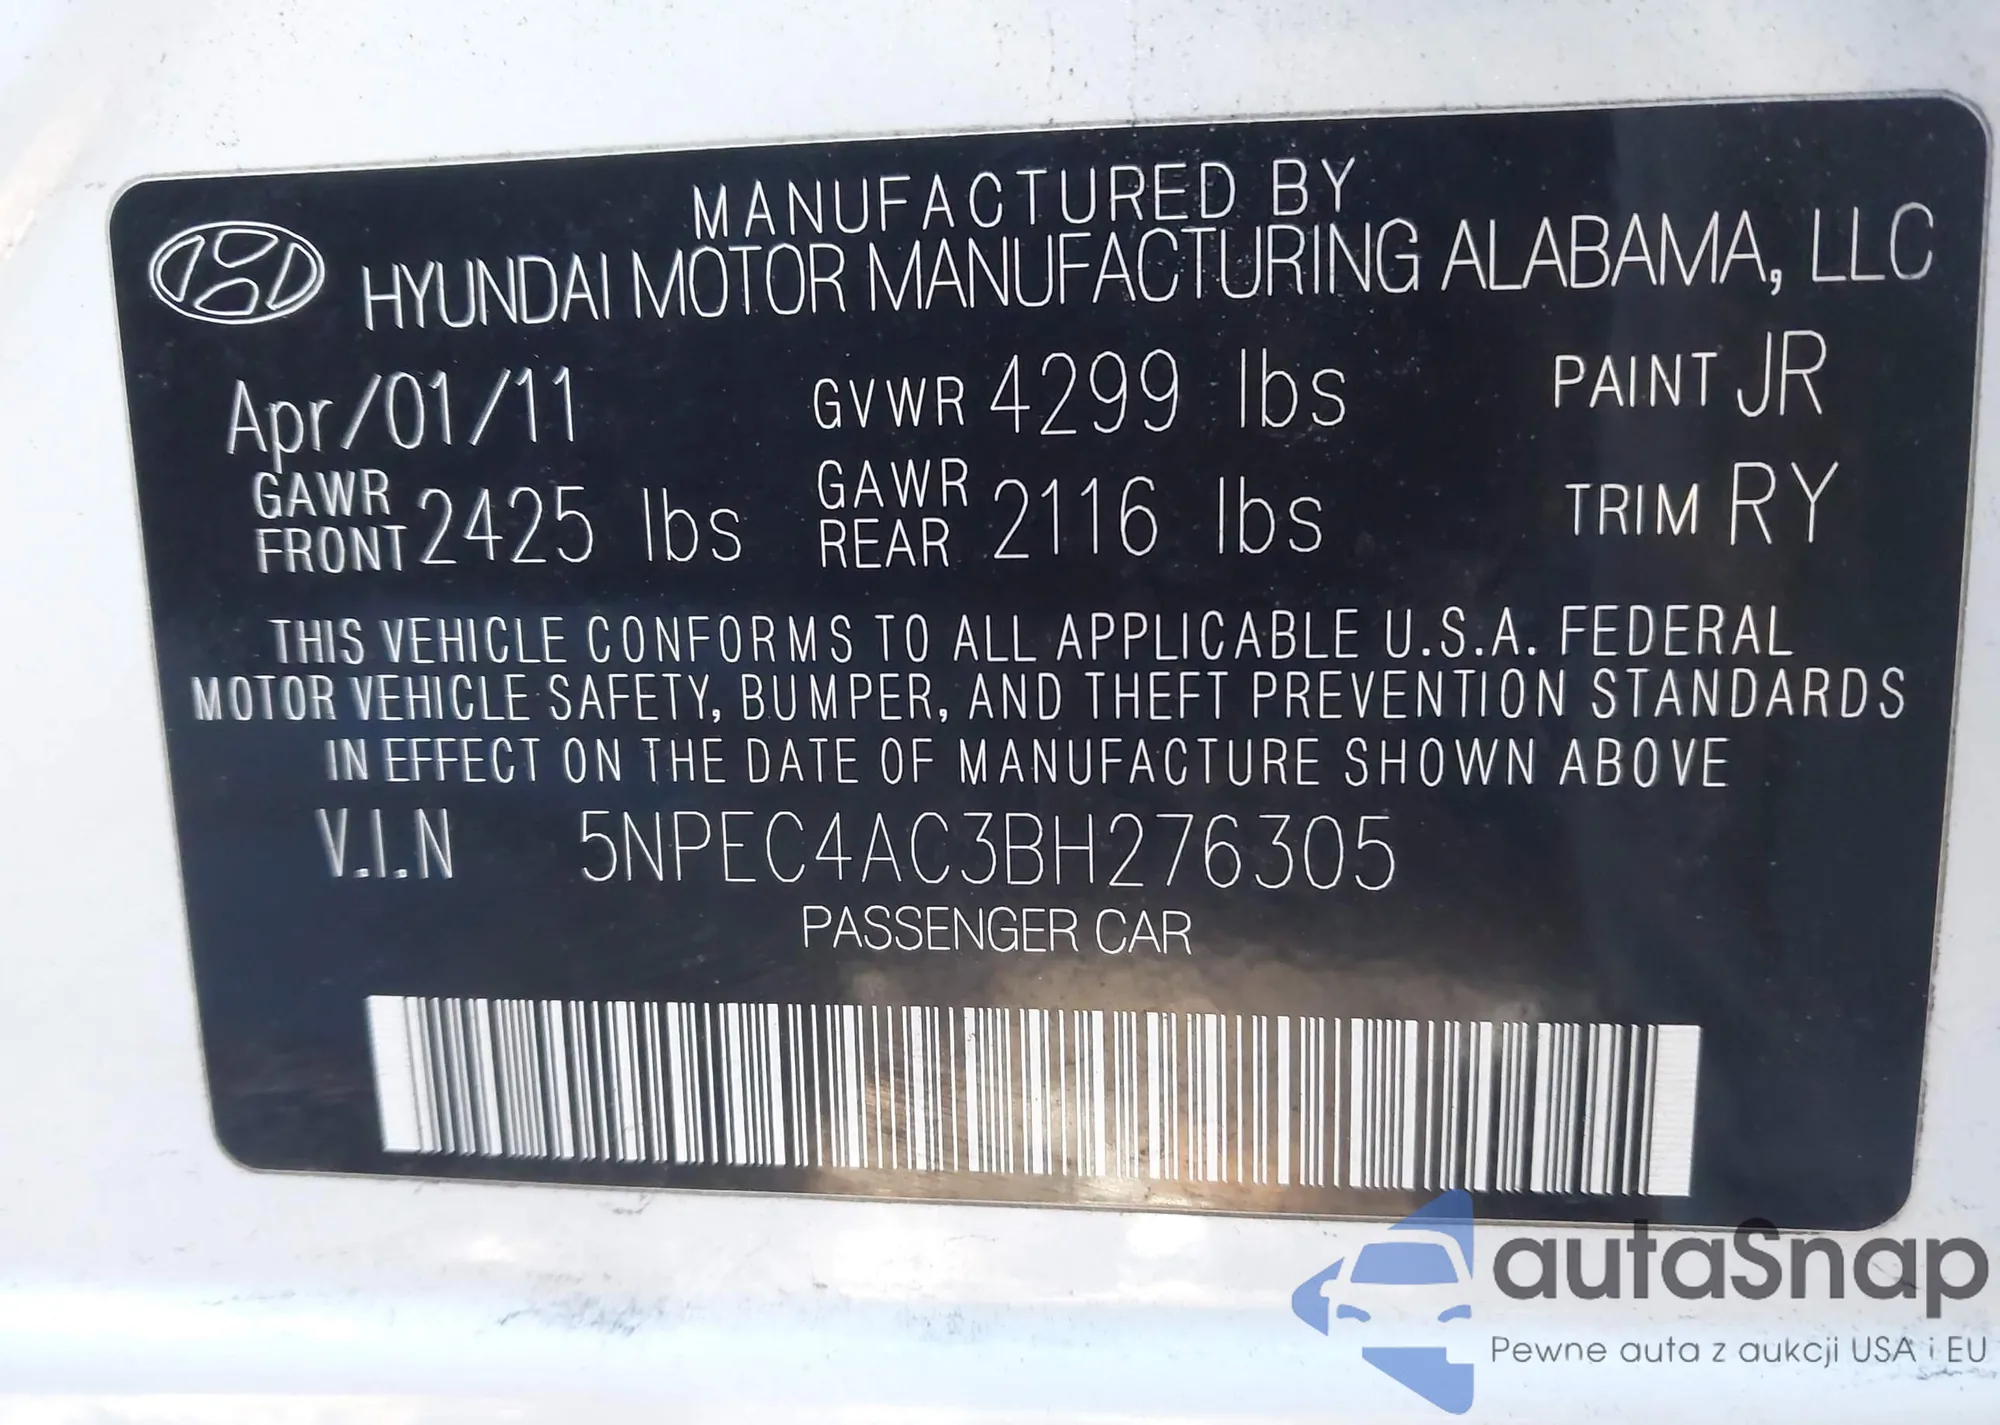 MANUFACTURED BY
HYUNDAI MOTOR MANUFACTURING ALABAMA, LLC
Apr/01/11 GVWR 4299 lbs PAINT JR
GAWR FRONT 2425 lbs GAWR REAR 2116 lbs TRIM RY
THIS VEHICLE CONFORMS TO ALL APPLICABLE U.S.A. FEDERAL
MOTOR VEHICLE SAFETY, BUMPER, AND THEFT PREVENTION STANDARDS
IN EFFECT ON THE DATE OF MANUFACTURE SHOWN ABOVE
V.I.N 5NPEC4AC3BH276305
PASSENGER CAR
autaSnap
Pewne auta z aukcji USA i EU